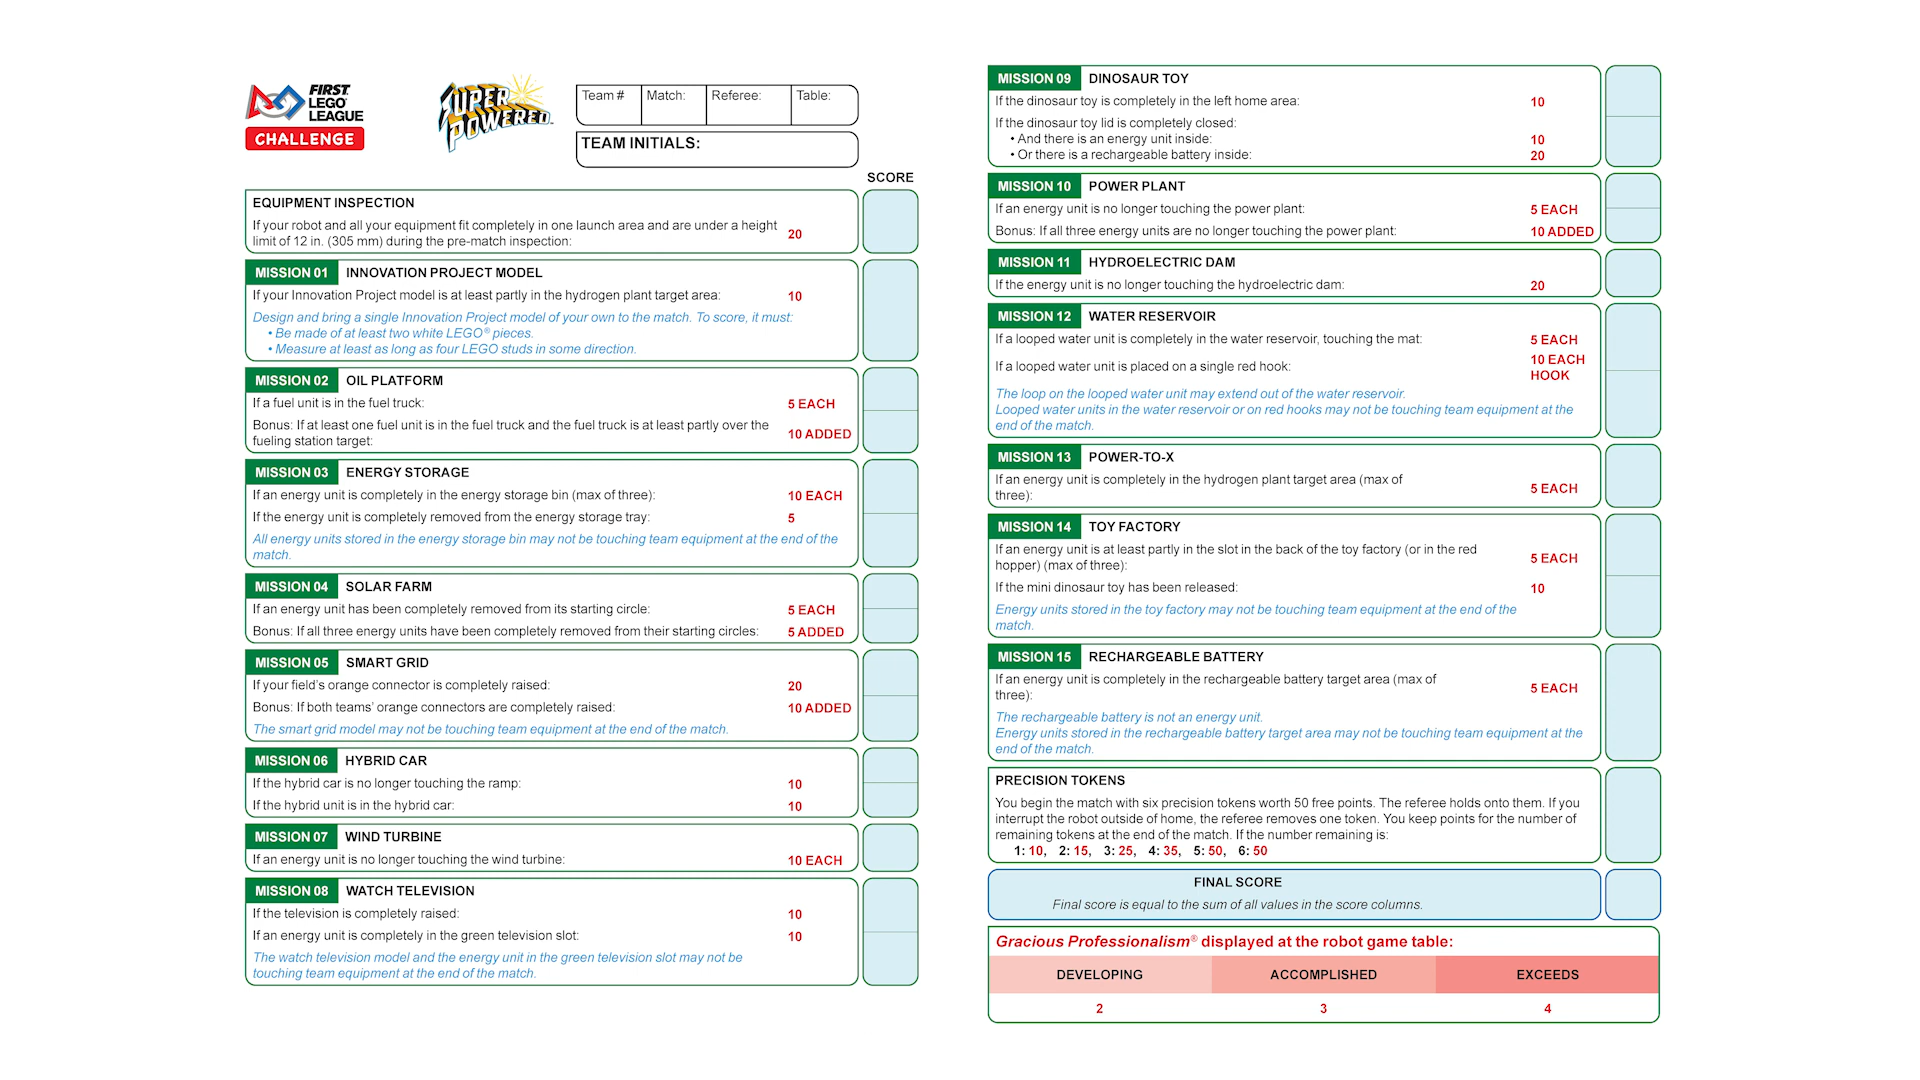 FIRST
LEGO
LEAGUE
CHALLENGE
SUPER
POWERED
Team # Match: Referee: Table:
TEAM INITIALS:
SCORE
EQUIPMENT INSPECTION
If your robot and all your equipment fit completely in one launch area and are under a height
limit of 12 in. (305 mm) during the pre-match inspection: 20
MISSION 01 INNOVATION PROJECT MODEL
If your Innovation Project model is at least partly in the hydrogen plant target area: 10
Design and bring a single Innovation Project model of your own to the match. To score, it must:
• Be made of at least two white LEGO® pieces.
• Measure at least as long as four LEGO studs in some direction.
MISSION 02 OIL PLATFORM
If a fuel unit is in the fuel truck: 5 EACH
Bonus: If at least one fuel unit is in the fuel truck and the fuel truck is at least partly over the
fueling station target: 10 ADDED
MISSION 03 ENERGY STORAGE
If an energy unit is completely in the energy storage bin (max of three): 10 EACH
If the energy unit is completely removed from the energy storage tray: 5
All energy units stored in the energy storage bin may not be touching team equipment at the end of the
match.
MISSION 04 SOLAR FARM
If an energy unit has been completely removed from its starting circle: 5 EACH
Bonus: If all three energy units have been completely removed from their starting circles: 5 ADDED
MISSION 05 SMART GRID
If your field's orange connector is completely raised: 20
Bonus: If both teams' orange connectors are completely raised: 10 ADDED
The smart grid model may not be touching team equipment at the end of the match.
MISSION 06 HYBRID CAR
If the hybrid car is no longer touching the ramp: 10
If the hybrid unit is in the hybrid car: 10
MISSION 07 WIND TURBINE
If an energy unit is no longer touching the wind turbine: 10 EACH
MISSION 08 WATCH TELEVISION
If the television is completely raised: 10
If an energy unit is completely in the green television slot: 10
The watch television model and the energy unit in the green television slot may not be
touching team equipment at the end of the match.
MISSION 09 DINOSAUR TOY
If the dinosaur toy is completely in the left home area: 10
If the dinosaur toy lid is completely closed:
• And there is an energy unit inside: 10
• Or there is a rechargeable battery inside: 20
MISSION 10 POWER PLANT
If an energy unit is no longer touching the power plant: 5 EACH
Bonus: If all three energy units are no longer touching the power plant: 10 ADDED
MISSION 11 HYDROELECTRIC DAM
If the energy unit is no longer touching the hydroelectric dam: 20
MISSION 12 WATER RESERVOIR
If a looped water unit is completely in the water reservoir, touching the mat: 5 EACH
If a looped water unit is placed on a single red hook: 10 EACH
HOOK
The loop on the looped water unit may extend out of the water reservoir.
Looped water units in the water reservoir or on red hooks may not be touching team equipment at the
end of the match.
MISSION 13 POWER-TO-X
If an energy unit is completely in the hydrogen plant target area (max of
three): 5 EACH
MISSION 14 TOY FACTORY
If an energy unit is at least partly in the slot in the back of the toy factory (or in the red
hopper) (max of three): 5 EACH
If the mini dinosaur toy has been released: 10
Energy units stored in the toy factory may not be touching team equipment at the end of the
match.
MISSION 15 RECHARGEABLE BATTERY
If an energy unit is completely in the rechargeable battery target area (max of
three): 5 EACH
The rechargeable battery is not an energy unit.
Energy units stored in the rechargeable battery target area may not be touching team equipment at the
end of the match.
PRECISION TOKENS
You begin the match with six precision tokens worth 50 free points. The referee holds onto them. If you
interrupt the robot outside of home, the referee removes one token. You keep points for the number of
remaining tokens at the end of the match. If the number remaining is:
1: 10, 2: 15, 3: 25, 4: 35, 5: 50, 6: 50
FINAL SCORE
Final score is equal to the sum of all values in the score columns.
Gracious Professionalism® displayed at the robot game table:
DEVELOPING ACCOMPLISHED EXCEEDS
2 3 4